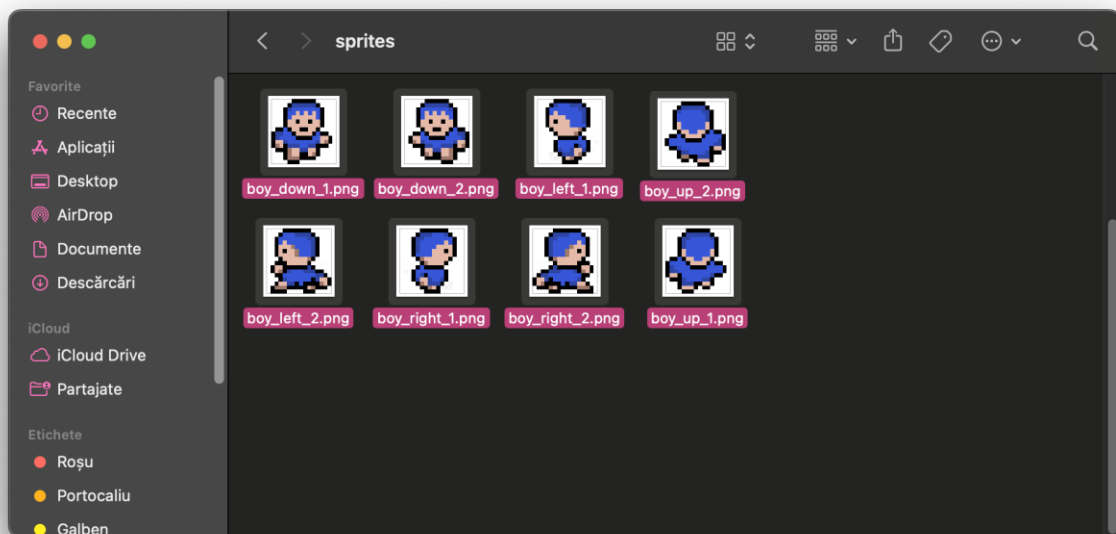 sprites
Favorite
Recente
Aplicații
Desktop
AirDrop
Documente
Descărcări
iCloud
iCloud Drive
Partajate
Etichete
Roșu
Portocaliu
Galben
boy_down_1.png boy_down_2.png boy_left_1.png boy_up_2.png
boy_left_2.png boy_right_1.png boy_right_2.png boy_up_1.png